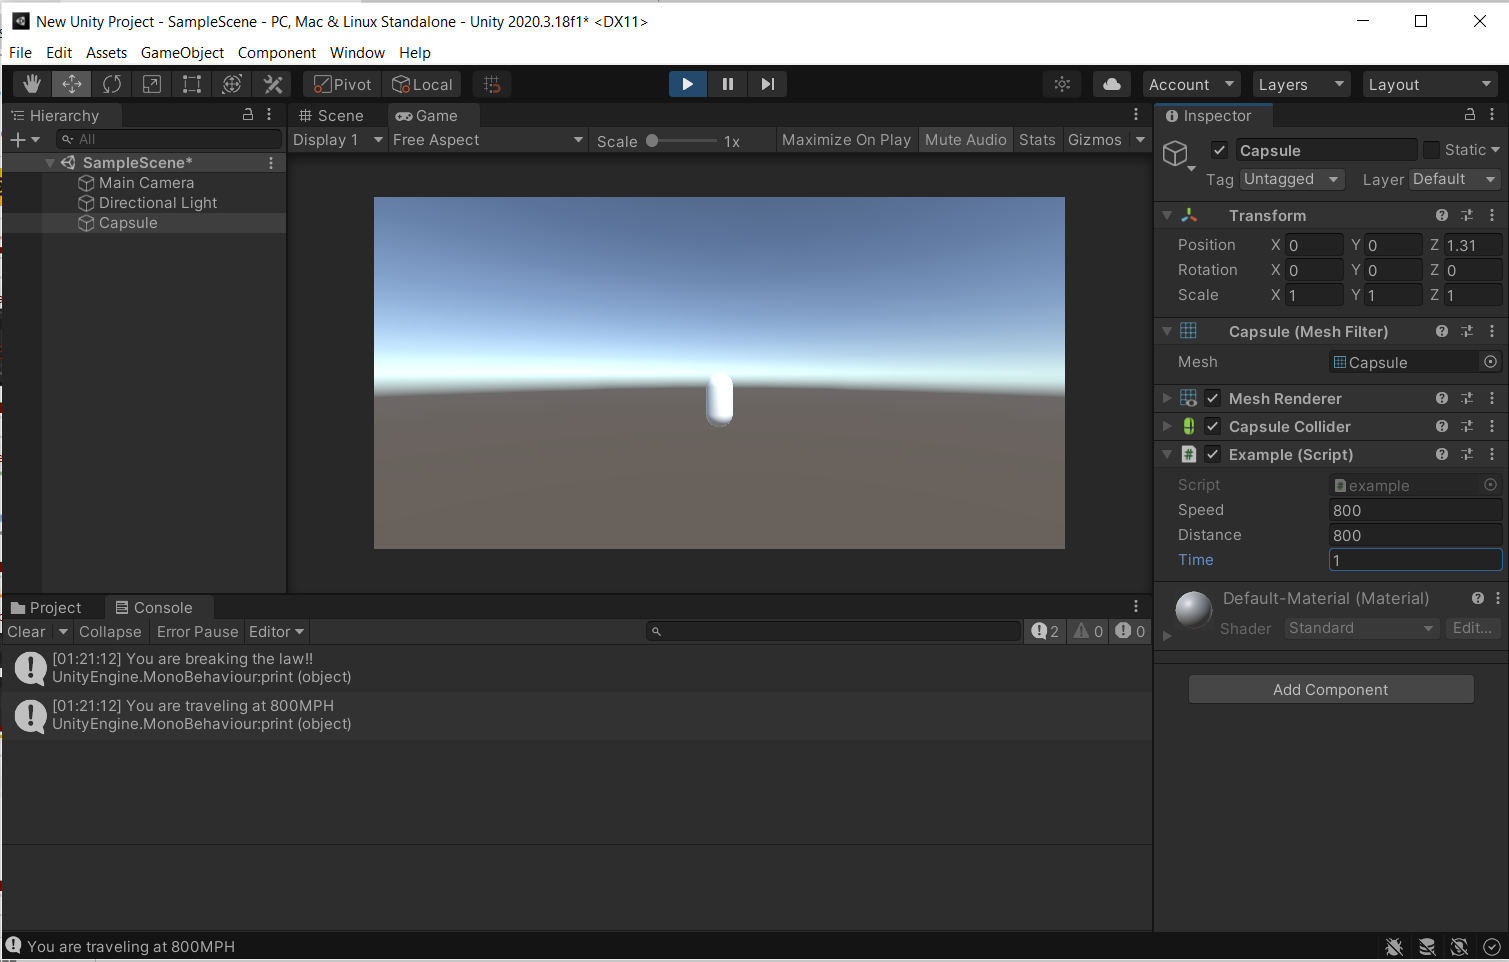 New Unity Project - SampleScene - PC, Mac & Linux Standalone - Unity 2020.3.18f1* <DX11>
File Edit Assets GameObject Component Window Help
Pivot Local Account Layers Layout
Hierarchy
All
SampleScene*
Main Camera
Directional Light
Capsule
Scene Game
Display 1 Free Aspect Scale 1x Maximize On Play Mute Audio Stats Gizmos
Inspector
Capsule Static
Tag Untagged Layer Default
Transform
Position X 0 Y 0 Z 1.31
Rotation X 0 Y 0 Z 0
Scale X 1 Y 1 Z 1
Capsule (Mesh Filter)
Mesh Capsule
Mesh Renderer
Capsule Collider
Example (Script)
Script example
Speed 800
Distance 800
Time 1
Default-Material (Material)
Shader Standard Edit...
Add Component
Project Console
Clear Collapse Error Pause Editor 2 0 0
[01:21:12] You are breaking the law!!
UnityEngine.MonoBehaviour:print (object)
[01:21:12] You are traveling at 800MPH
UnityEngine.MonoBehaviour:print (object)
You are traveling at 800MPH